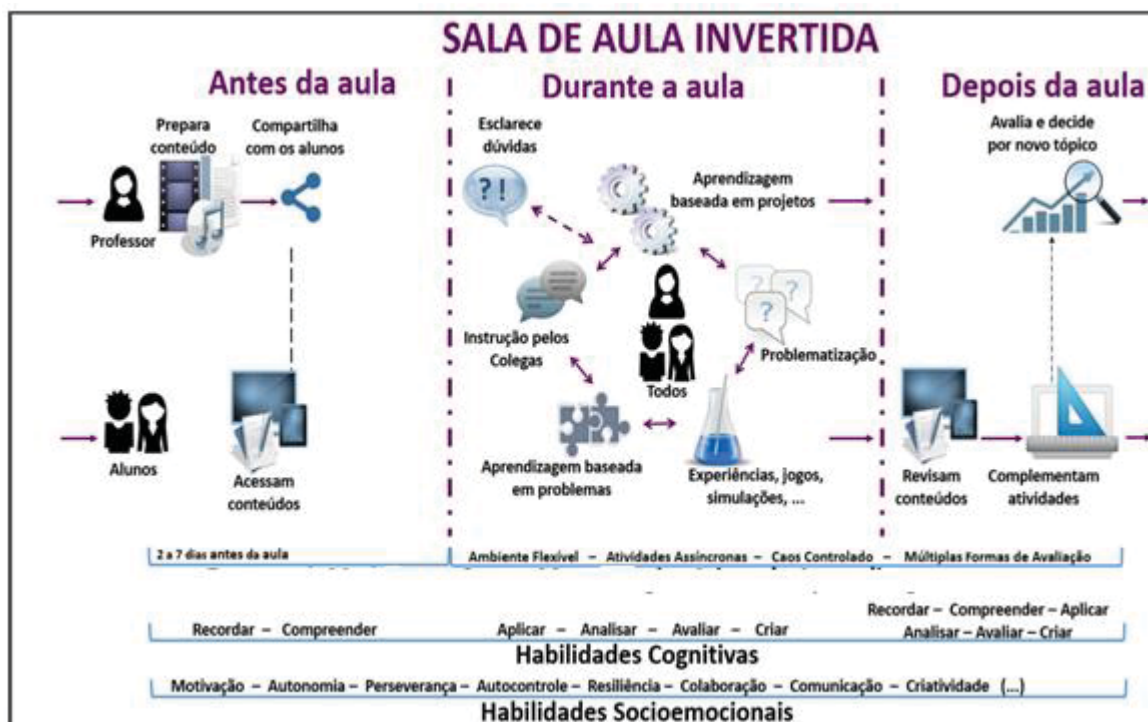 SALA DE AULA INVERTIDA
Antes da aula
Prepara
conteúdo
Compartilha
com os alunos
Professor
Alunos
Acessam
conteúdos
Durante a aula
Esclarece
dúvidas
?!
Aprendizagem
baseada em projetos
Instrução pelos
Colegas
?
?
?
Problematização
Todos
Aprendizagem baseada
em problemas
Experiências, jogos,
simulações, ...
Depois da aula
Avalia e decide
por novo tópico
Revisam
conteúdos
Complementam
atividades
2 a 7 dias antes da aula
Ambiente Flexível – Atividades Assíncronas – Caos Controlado – Múltiplas Formas de Avaliação
Recordar – Compreender
Aplicar – Analisar – Avaliar – Criar
Recordar – Compreender – Aplicar
Analisar – Avaliar – Criar
Habilidades Cognitivas
Motivação – Autonomia – Perseverança – Autocontrole – Resiliência – Colaboração – Comunicação – Criatividade (...)
Habilidades Socioemocionais